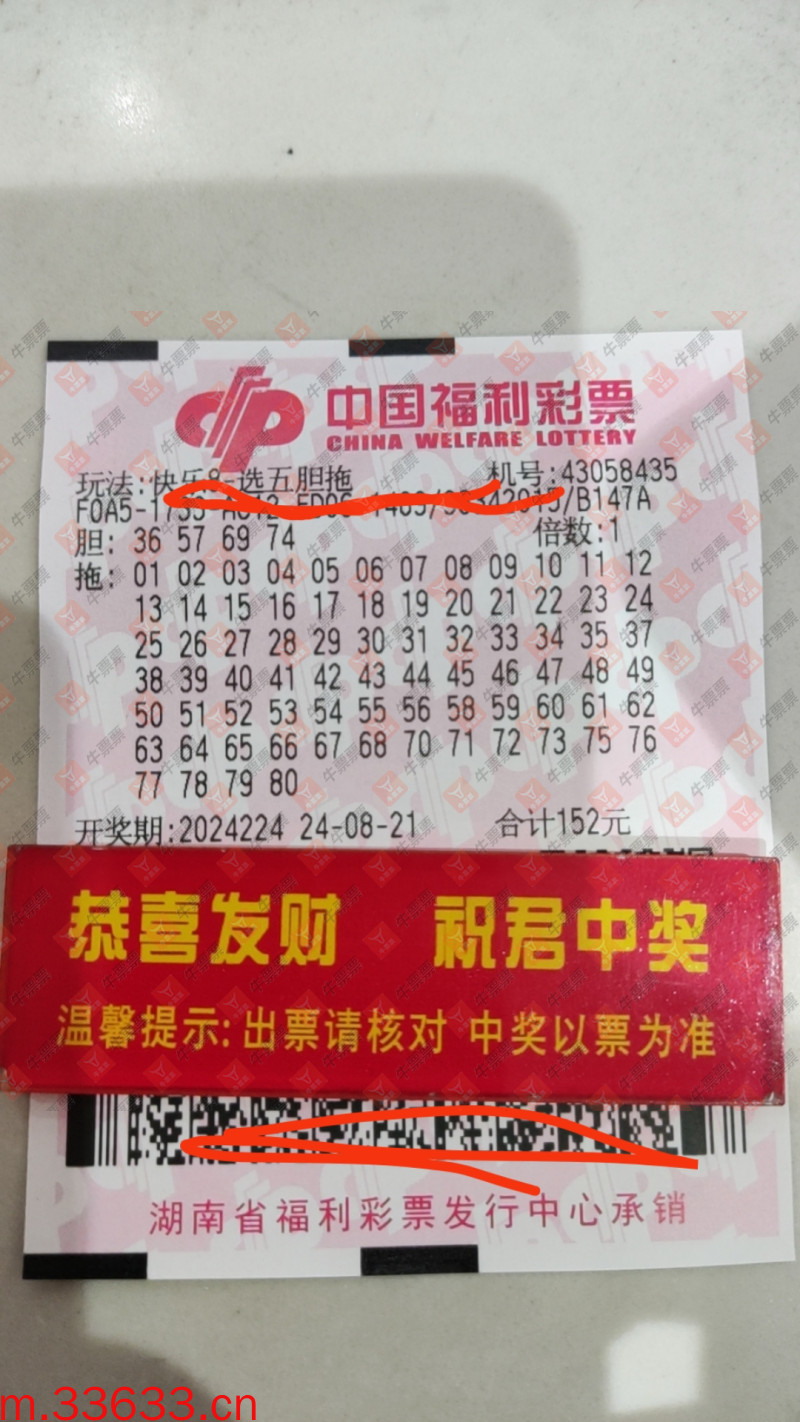 中国福利彩票
CHINA WELFARE LOTTERY
玩法:快乐8-选五胆拖 机号:43058435
/B147A
胆: 36 57 69 74 倍数:1
拖: 01 02 03 04 05 06 07 08 09 10 11 12
13 14 15 16 17 18 19 20 21 22 23 24
25 26 27 28 29 30 31 32 33 34 35 37
38 39 40 41 42 43 44 45 46 47 48 49
50 51 52 53 54 55 56 58 59 60 61 62
63 64 65 66 67 68 70 71 72 73 75 76
77 78 79 80
开奖期:2024224 24-08-21 合计152元
恭喜发财 祝君中奖
温馨提示:出票请核对 中奖以票为准
湖南省福利彩票发行中心承销
m.33633.cn
牛票票